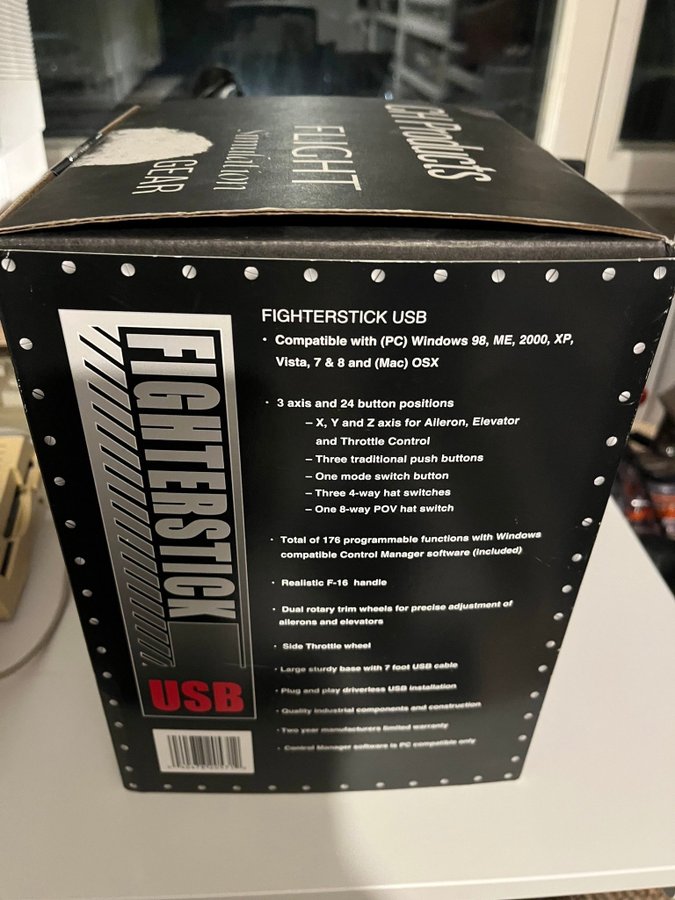 CH Products
FLIGHT
Simulation
GEAR
FIGHTERSTICK
USB
FIGHTERSTICK USB
• Compatible with (PC) Windows 98, ME, 2000, XP,
Vista, 7 & 8 and (Mac) OSX
• 3 axis and 24 button positions
– X, Y and Z axis for Aileron, Elevator
and Throttle Control
– Three traditional push buttons
– One mode switch button
– Three 4-way hat switches
– One 8-way POV hat switch
• Total of 176 programmable functions with Windows
compatible Control Manager software (included)
• Realistic F-16 handle
• Dual rotary trim wheels for precise adjustment of
ailerons and elevators
• Side Throttle wheel
• Large sturdy base with 7 foot USB cable
• Plug and play driverless USB installation
• Quality industrial components and construction
• Two year manufacturers limited warranty
• Control Manager software is PC compatible only